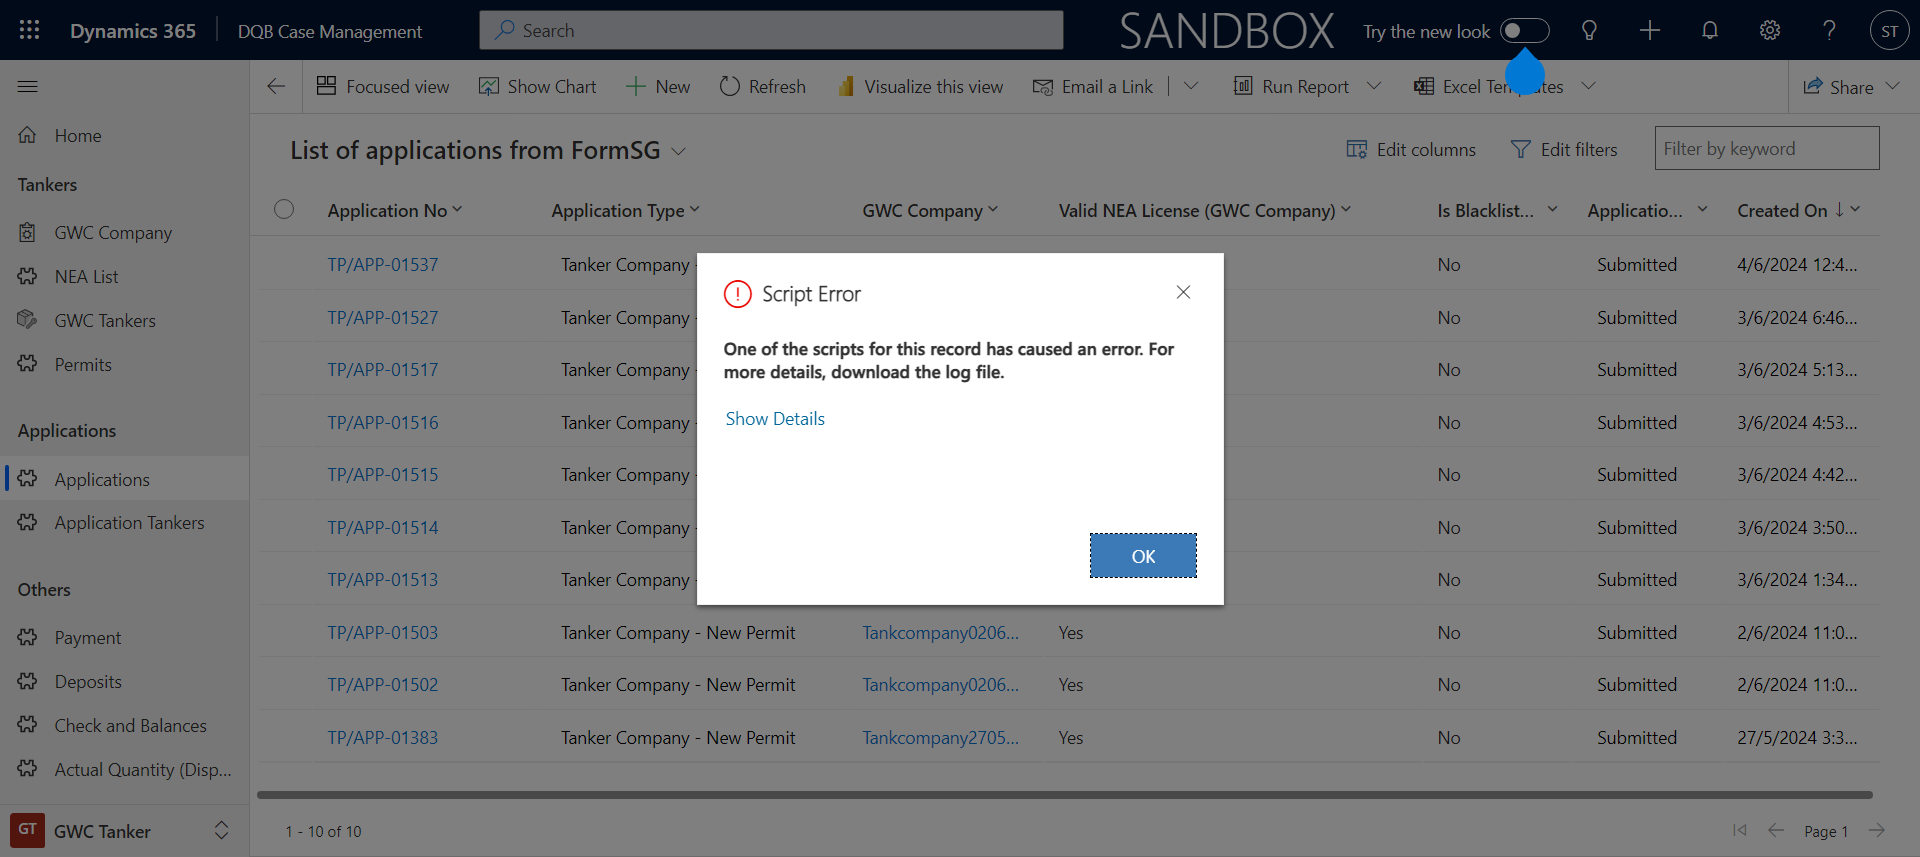 Dynamics 365
DQB Case Management
Search
SANDBOX
Try the new look
ST
Focused view
Show Chart
New
Refresh
Visualize this view
Email a Link
Run Report
Excel
Share
Home
Tankers
GWC Company
NEA List
GWC Tankers
Permits
Applications
Applications
Application Tankers
Others
Payment
Deposits
Check and Balances
Actual Quantity (Disp...
GT
GWC Tanker
List of applications from FormSG
Edit columns
Edit filters
Filter by keyword
Application No Application Type GWC Company Valid NEA License (GWC Company) Is Blacklist... Applicatio... Created On
TP/APP-01537 Tanker Company No Submitted 4/6/2024 12:4...
TP/APP-01527 Tanker Company No Submitted 3/6/2024 6:46...
TP/APP-01517 Tanker Company No Submitted 3/6/2024 5:13...
TP/APP-01516 Tanker Company No Submitted 3/6/2024 4:53...
TP/APP-01515 Tanker Company No Submitted 3/6/2024 4:42...
TP/APP-01514 Tanker Company No Submitted 3/6/2024 3:50...
TP/APP-01513 Tanker Company No Submitted 3/6/2024 1:34...
TP/APP-01503 Tanker Company - New Permit Tankcompany0206... Yes No Submitted 2/6/2024 11:0...
TP/APP-01502 Tanker Company - New Permit Tankcompany0206... Yes No Submitted 2/6/2024 11:0...
TP/APP-01383 Tanker Company - New Permit Tankcompany2705... Yes No Submitted 27/5/2024 3:3...
1 - 10 of 10
Page 1
Script Error
One of the scripts for this record has caused an error. For
more details, download the log file.
Show Details
OK